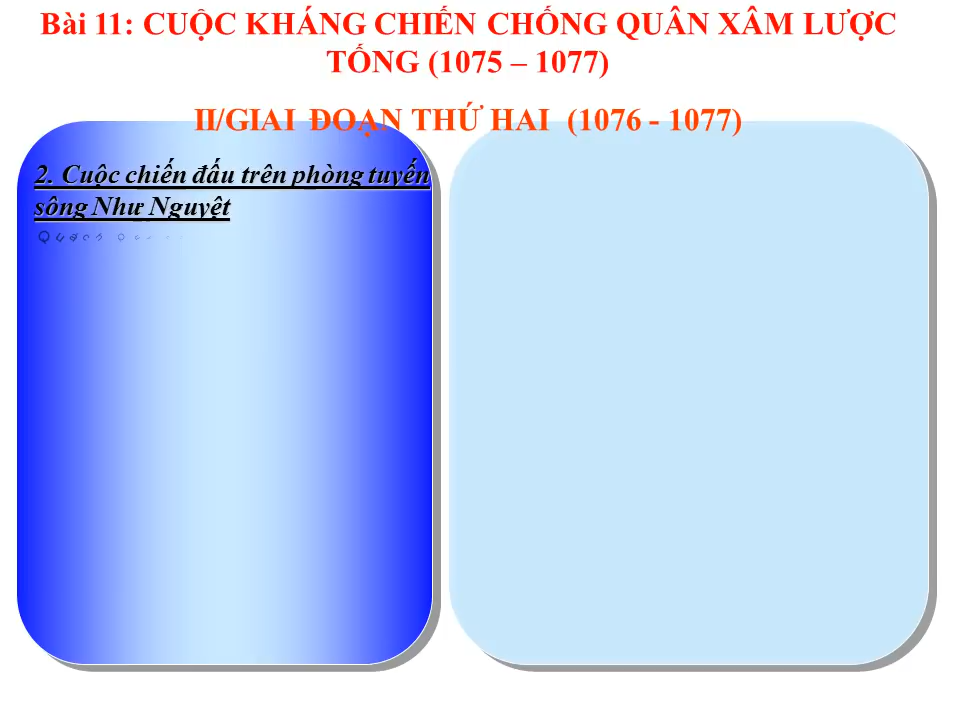 Bài 11: CUỘC KHÁNG CHIẾN CHỐNG QUÂN XÂM LƯỢC
TỐNG (1075 – 1077)
II/GIAI ĐOẠN THỨ HAI (1076 - 1077)
2. Cuộc chiến đấu trên phòng tuyến
sông Như Nguyệt